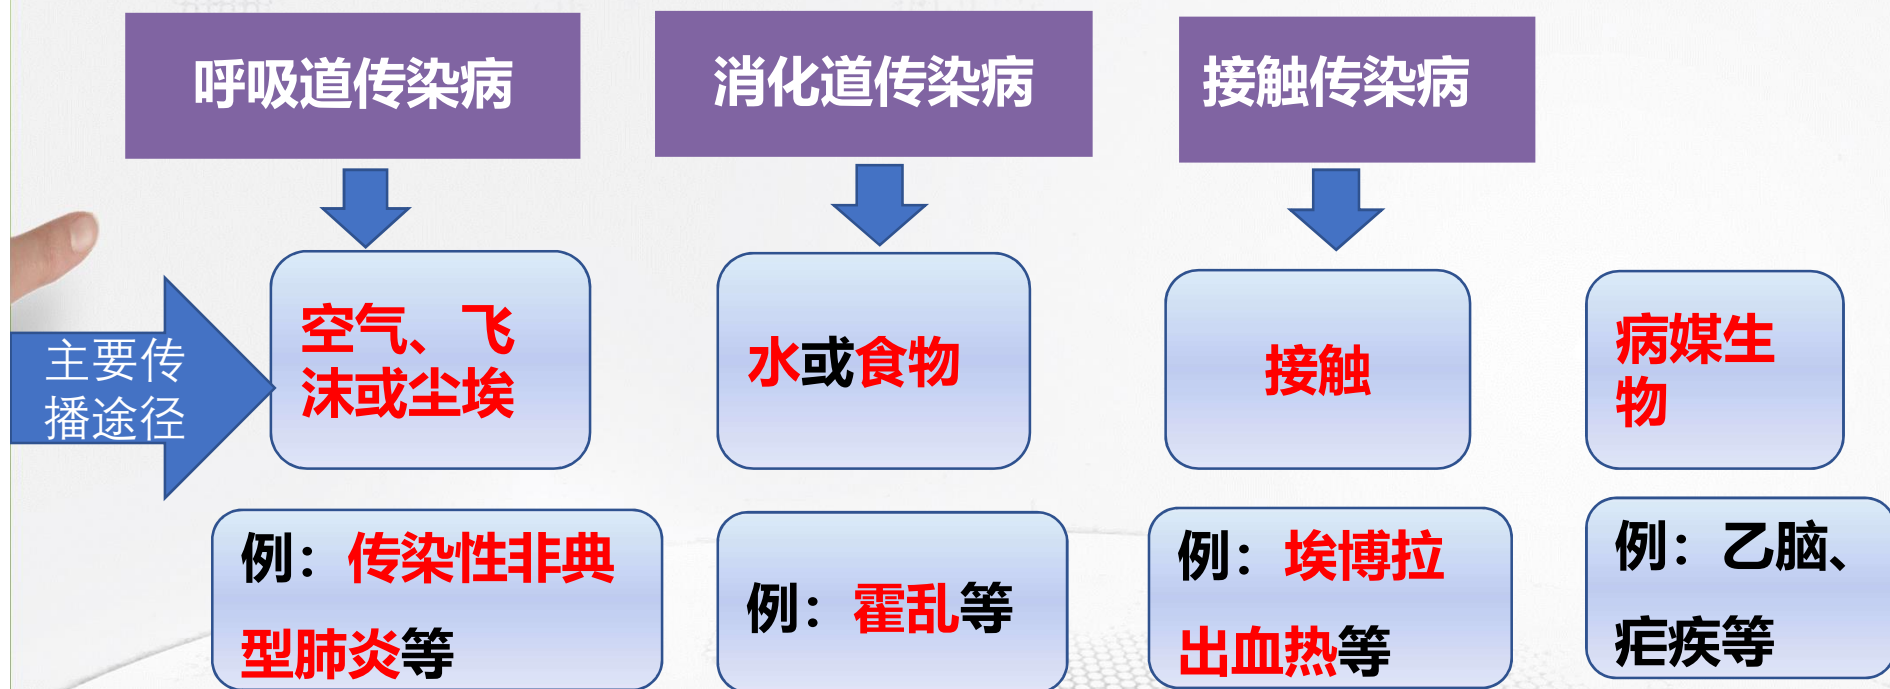 呼吸道传染病
消化道传染病
接触传染病
主要传
播途径
空气、飞
沫或尘埃
水或食物
接触
病媒生
物
例：传染性非典
型肺炎等
例：霍乱等
例：埃博拉
出血热等
例：乙脑、
疟疾等